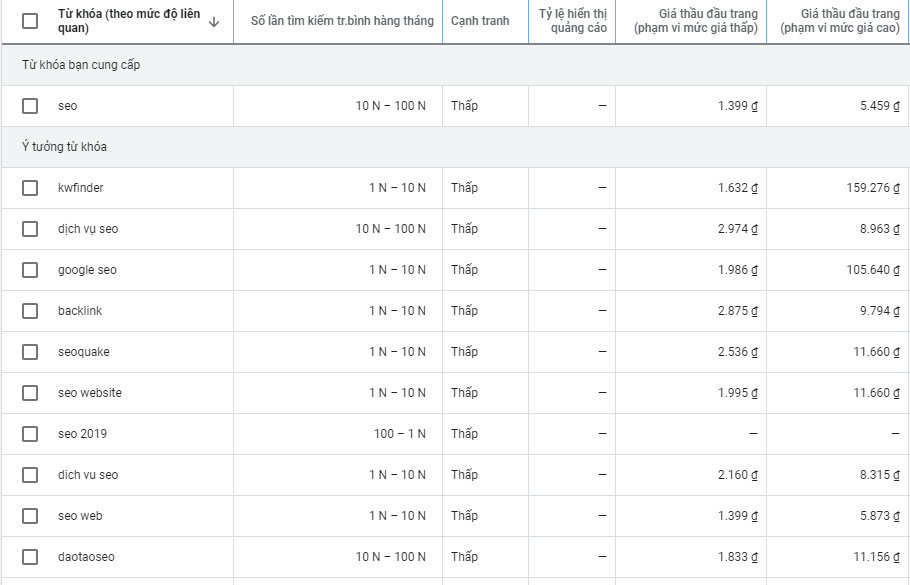 Từ khóa (theo mức độ liên quan) ↓ Số lần tìm kiếm tr.bình hàng tháng Cạnh tranh Tỷ lệ hiển thị quảng cáo Giá thầu đầu trang (phạm vi mức giá thấp) Giá thầu đầu trang (phạm vi mức giá cao)
Từ khóa bạn cung cấp
seo 10 N – 100 N Thấp – 1.399 ₫ 5.459 ₫
Ý tưởng từ khóa
kwfinder 1 N – 10 N Thấp – 1.632 ₫ 159.276 ₫
dịch vụ seo 10 N – 100 N Thấp – 2.974 ₫ 8.963 ₫
google seo 1 N – 10 N Thấp – 1.986 ₫ 105.640 ₫
backlink 1 N – 10 N Thấp – 2.875 ₫ 9.794 ₫
seoquake 1 N – 10 N Thấp – 2.536 ₫ 11.660 ₫
seo website 1 N – 10 N Thấp – 1.995 ₫ 11.660 ₫
seo 2019 100 – 1 N Thấp – – –
dich vu seo 1 N – 10 N Thấp – 2.160 ₫ 8.315 ₫
seo web 1 N – 10 N Thấp – 1.399 ₫ 5.873 ₫
daotaoseo 10 N – 100 N Thấp – 1.833 ₫ 11.156 ₫